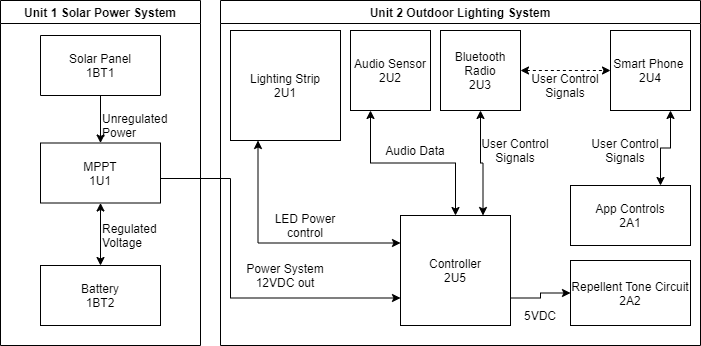 Unit 1 Solar Power System
Solar Panel
1BT1
Unregulated
Power
MPPT
1U1
Regulated
Voltage
Battery
1BT2
Unit 2 Outdoor Lighting System
Lighting Strip
2U1
Audio Sensor
2U2
Bluetooth
Radio
2U3
User Control
Signals
Smart Phone
2U4
Audio Data
User Control
Signals
User Control
Signals
App Controls
2A1
LED Power
control
Power System
12VDC out
Controller
2U5
5VDC
Repellent Tone Circuit
2A2